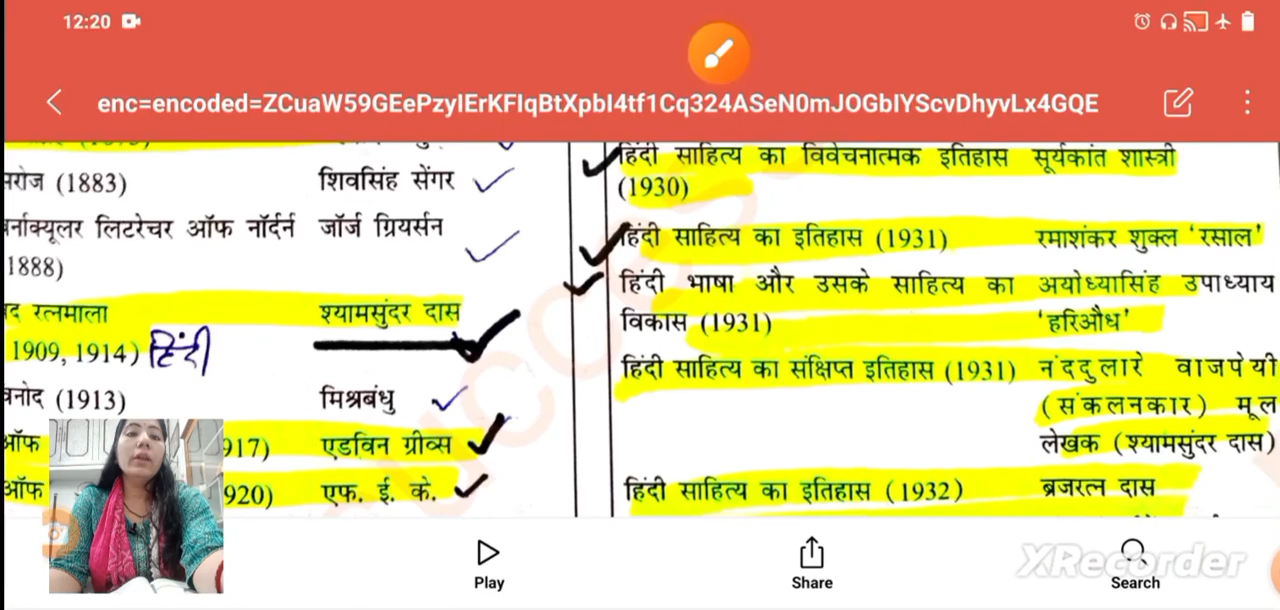 12:20
enc=encoded=ZCuaW59GEePzyIErKFIqBtXpbI4tf1Cq324ASeN0mJOGbIYScvDhyvLx4GQE
सरोज (1883) शिवसिंह सेंगर
वर्नाक्यूलर लिटरेचर ऑफ नॉर्दर्न जॉर्ज ग्रियर्सन
1888)
द रत्नमाला श्यामसुंदर दास
1909, 1914) हिंदी
वनोद (1913) मिश्रबंधु
ऑफ 917) एडविन ग्रीव्स
ऑफ 920) एफ. ई. के.
हिंदी साहित्य का विवेचनात्मक इतिहास सूर्यकांत शास्त्री
(1930)
हिंदी साहित्य का इतिहास (1931) रमाशंकर शुक्ल 'रसाल'
हिंदी भाषा और उसके साहित्य का अयोध्यासिंह उपाध्याय
विकास (1931) 'हरिऔध'
हिंदी साहित्य का संक्षिप्त इतिहास (1931) नंददुलारे वाजपेयी
(संकलनकार) मूल
लेखक (श्यामसुंदर दास)
हिंदी साहित्य का इतिहास (1932) ब्रजरत्न दास
Play Share Search
XRecorder